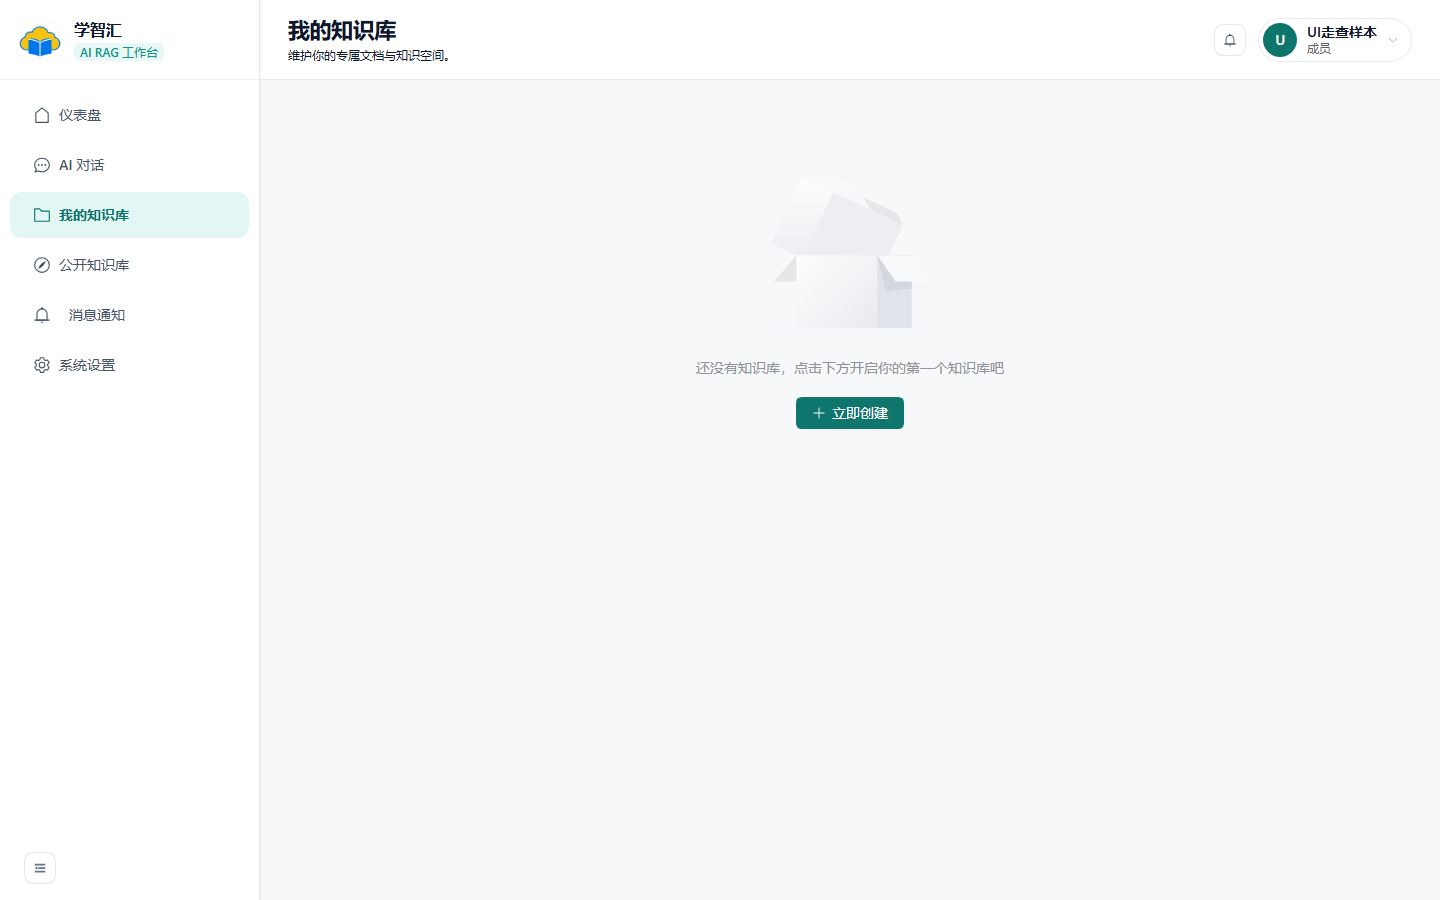 学智汇
AI RAG 工作台
我的知识库
维护你的专属文档与知识空间。
U
UI走查样本
成员
仪表盘
AI 对话
我的知识库
公开知识库
消息通知
系统设置
还没有知识库，点击下方开启你的第一个知识库吧
立即创建